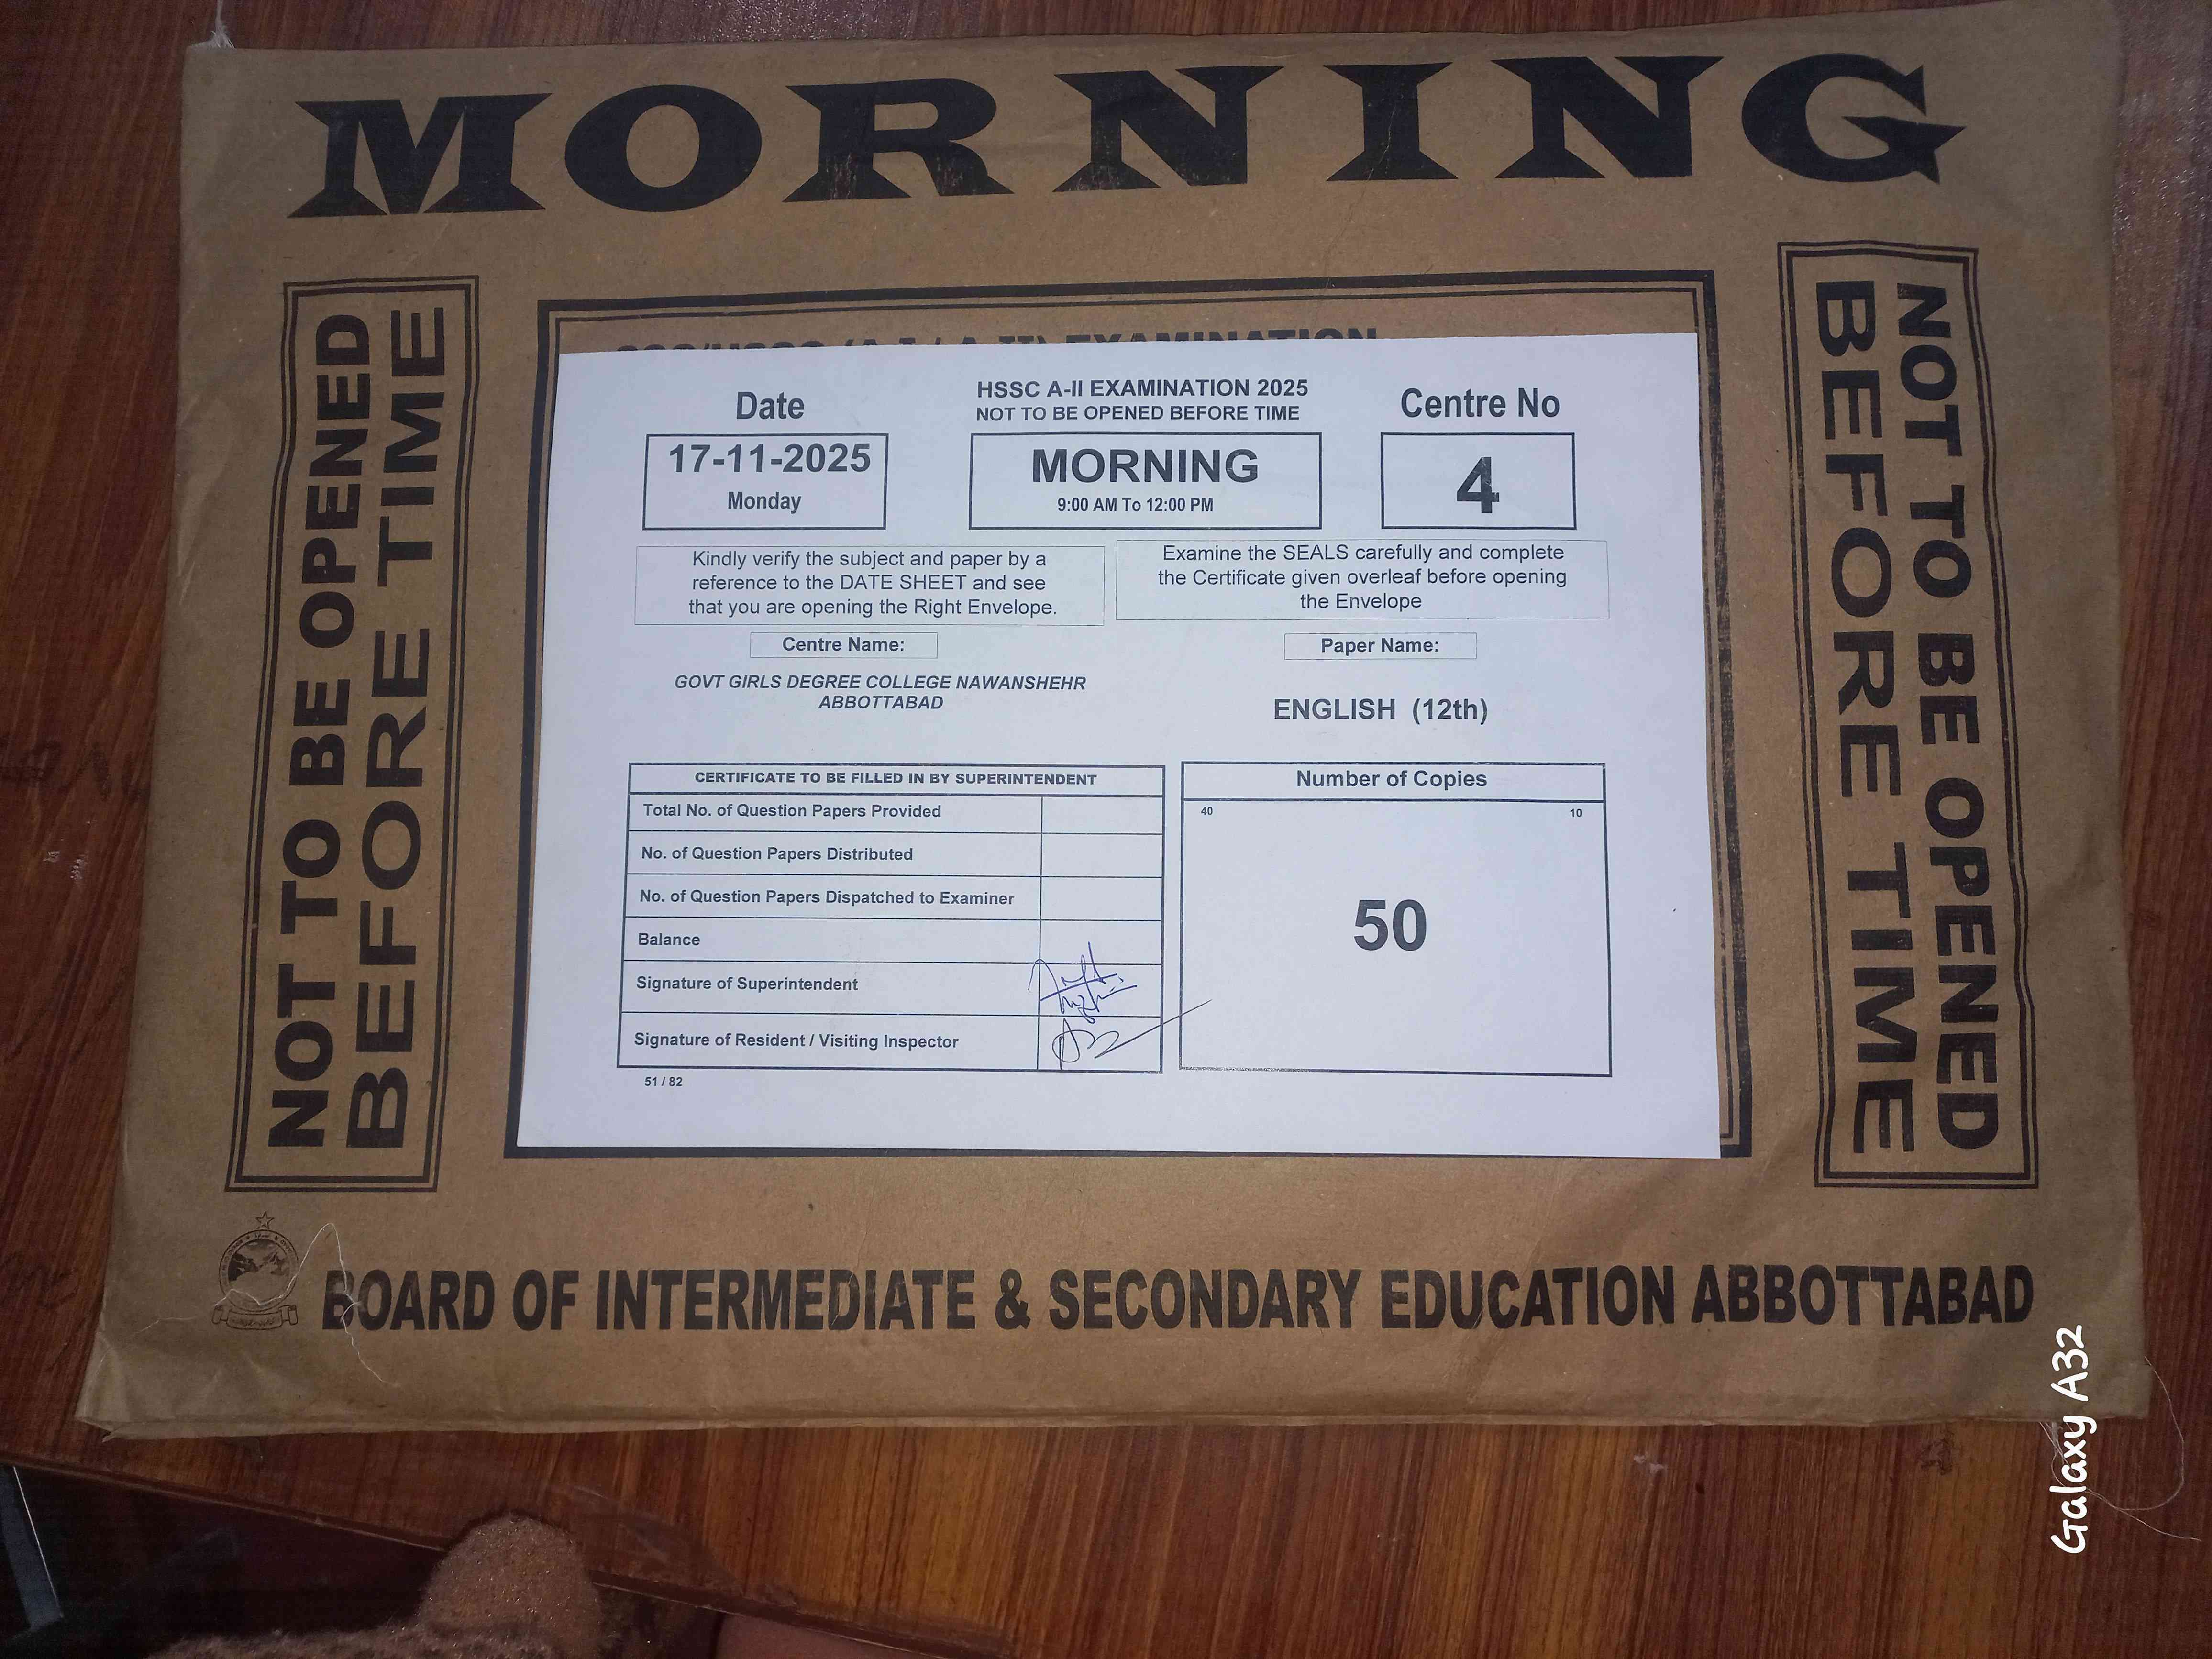 MORNING
NOT TO BE OPENED
BEFORE TIME
EXAMINATION
Date
HSSC A-II EXAMINATION 2025
NOT TO BE OPENED BEFORE TIME
Centre No
17-11-2025
Monday
MORNING
9:00 AM To 12:00 PM
4
Kindly verify the subject and paper by a
reference to the DATE SHEET and see
that you are opening the Right Envelope.
Examine the SEALS carefully and complete
the Certificate given overleaf before opening
the Envelope
Centre Name:
Paper Name:
GOVT GIRLS DEGREE COLLEGE NAWANSHEHR
ABBOTTABAD
ENGLISH (12th)
CERTIFICATE TO BE FILLED IN BY SUPERINTENDENT
Total No. of Question Papers Provided
No. of Question Papers Distributed
No. of Question Papers Dispatched to Examiner
Balance
Signature of Superintendent
Signature of Resident / Visiting Inspector
Number of Copies
40 10
50
51 / 82
NOT TO BE OPENED
BEFORE TIME
BOARD OF INTERMEDIATE & SECONDARY EDUCATION ABBOTTABAD
Galaxy A32